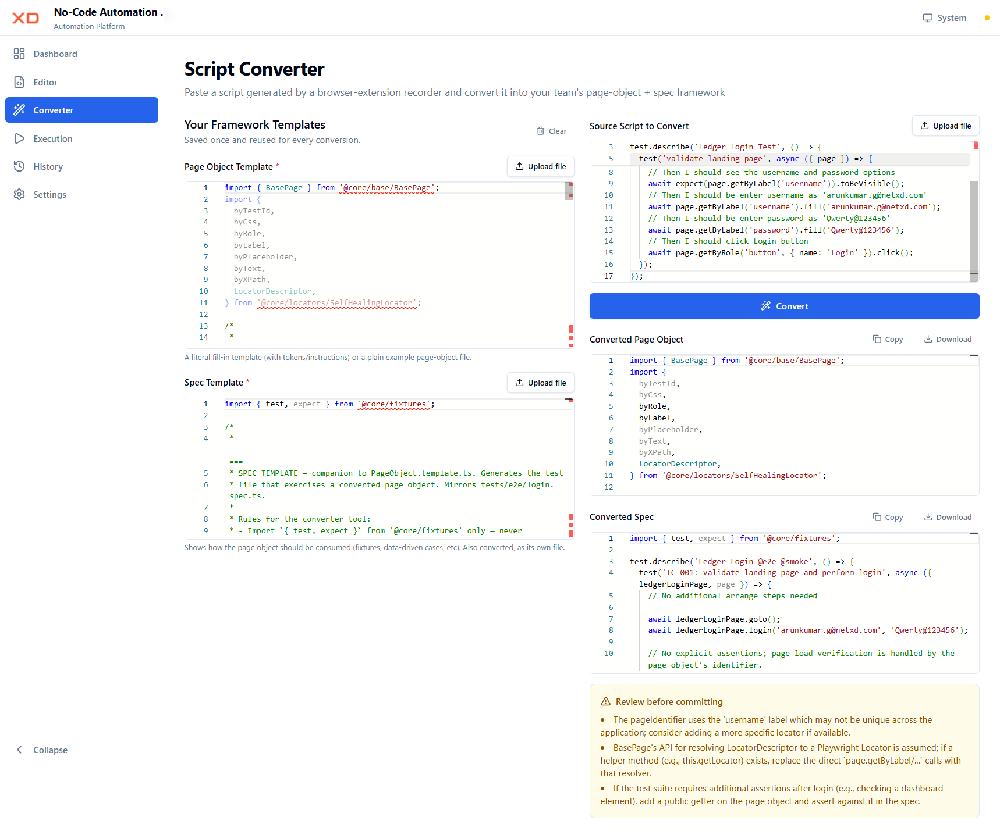 XD
No-Code Automation .
Automation Platform
System
Dashboard
Editor
Converter
Execution
History
Settings
Collapse
Script Converter
Paste a script generated by a browser-extension recorder and convert it into your team's page-object + spec framework
Your Framework Templates
Saved once and reused for every conversion.
Clear
Page Object Template *
Upload file
1 import { BasePage } from '@core/base/BasePage';
2 import {
3 byTestId,
4 byCss,
5 byRole,
6 byLabel,
7 byPlaceholder,
8 byText,
9 byXPath,
10 LocatorDescriptor,
11 } from '@core/locators/SelfHealingLocator';
12
13 /*
14 *
A literal fill-in template (with tokens/instructions) or a plain example page-object file.
Spec Template *
Upload file
1 import { test, expect } from '@core/fixtures';
2
3 /*
4 *
=========================================================================
===
5 * SPEC TEMPLATE — companion to PageObject.template.ts. Generates the test
6 * file that exercises a converted page object. Mirrors tests/e2e/login.
spec.ts.
7 *
8 * Rules for the converter tool:
9 * - Import `{ test, expect }` from '@core/fixtures' only — never
Shows how the page object should be consumed (fixtures, data-driven cases, etc). Also converted, as its own file.
Source Script to Convert
Upload file
3 test.describe('Ledger Login Test', () => {
5 test('validate landing page', async ({ page }) => {
8 // Then I should see the username and password options
9 await expect(page.getByLabel('username')).toBeVisible();
10 // Then I should be enter username as 'arunkumar.g@netxd.com'
11 await page.getByLabel('username').fill('arunkumar.g@netxd.com');
12 // Then I should be enter password as 'Qwerty@123456'
13 await page.getByLabel('password').fill('Qwerty@123456');
14 // Then I should click Login button
15 await page.getByRole('button', { name: 'Login' }).click();
16 });
17 });
Convert
Converted Page Object
Copy
Download
1 import { BasePage } from '@core/base/BasePage';
2 import {
3 byTestId,
4 byCss,
5 byRole,
6 byLabel,
7 byPlaceholder,
8 byText,
9 byXPath,
10 LocatorDescriptor,
11 } from '@core/locators/SelfHealingLocator';
12
Converted Spec
Copy
Download
1 import { test, expect } from '@core/fixtures';
2
3 test.describe('Ledger Login @e2e @smoke', () => {
4 test('TC-001: validate landing page and perform login', async ({
ledgerLoginPage, page }) => {
5 // No additional arrange steps needed
6
7 await ledgerLoginPage.goto();
8 await ledgerLoginPage.login('arunkumar.g@netxd.com', 'Qwerty@123456');
9
10 // No explicit assertions; page load verification is handled by the
page object's identifier.
Review before committing
• The pageIdentifier uses the 'username' label which may not be unique across the
application; consider adding a more specific locator if available.
• BasePage's API for resolving LocatorDescriptor to a Playwright Locator is assumed; if a
helper method (e.g., this.getLocator) exists, replace the direct `page.getByLabel/...` calls with
that resolver.
• If the test suite requires additional assertions after login (e.g., checking a dashboard
element), add a public getter on the page object and assert against it in the spec.